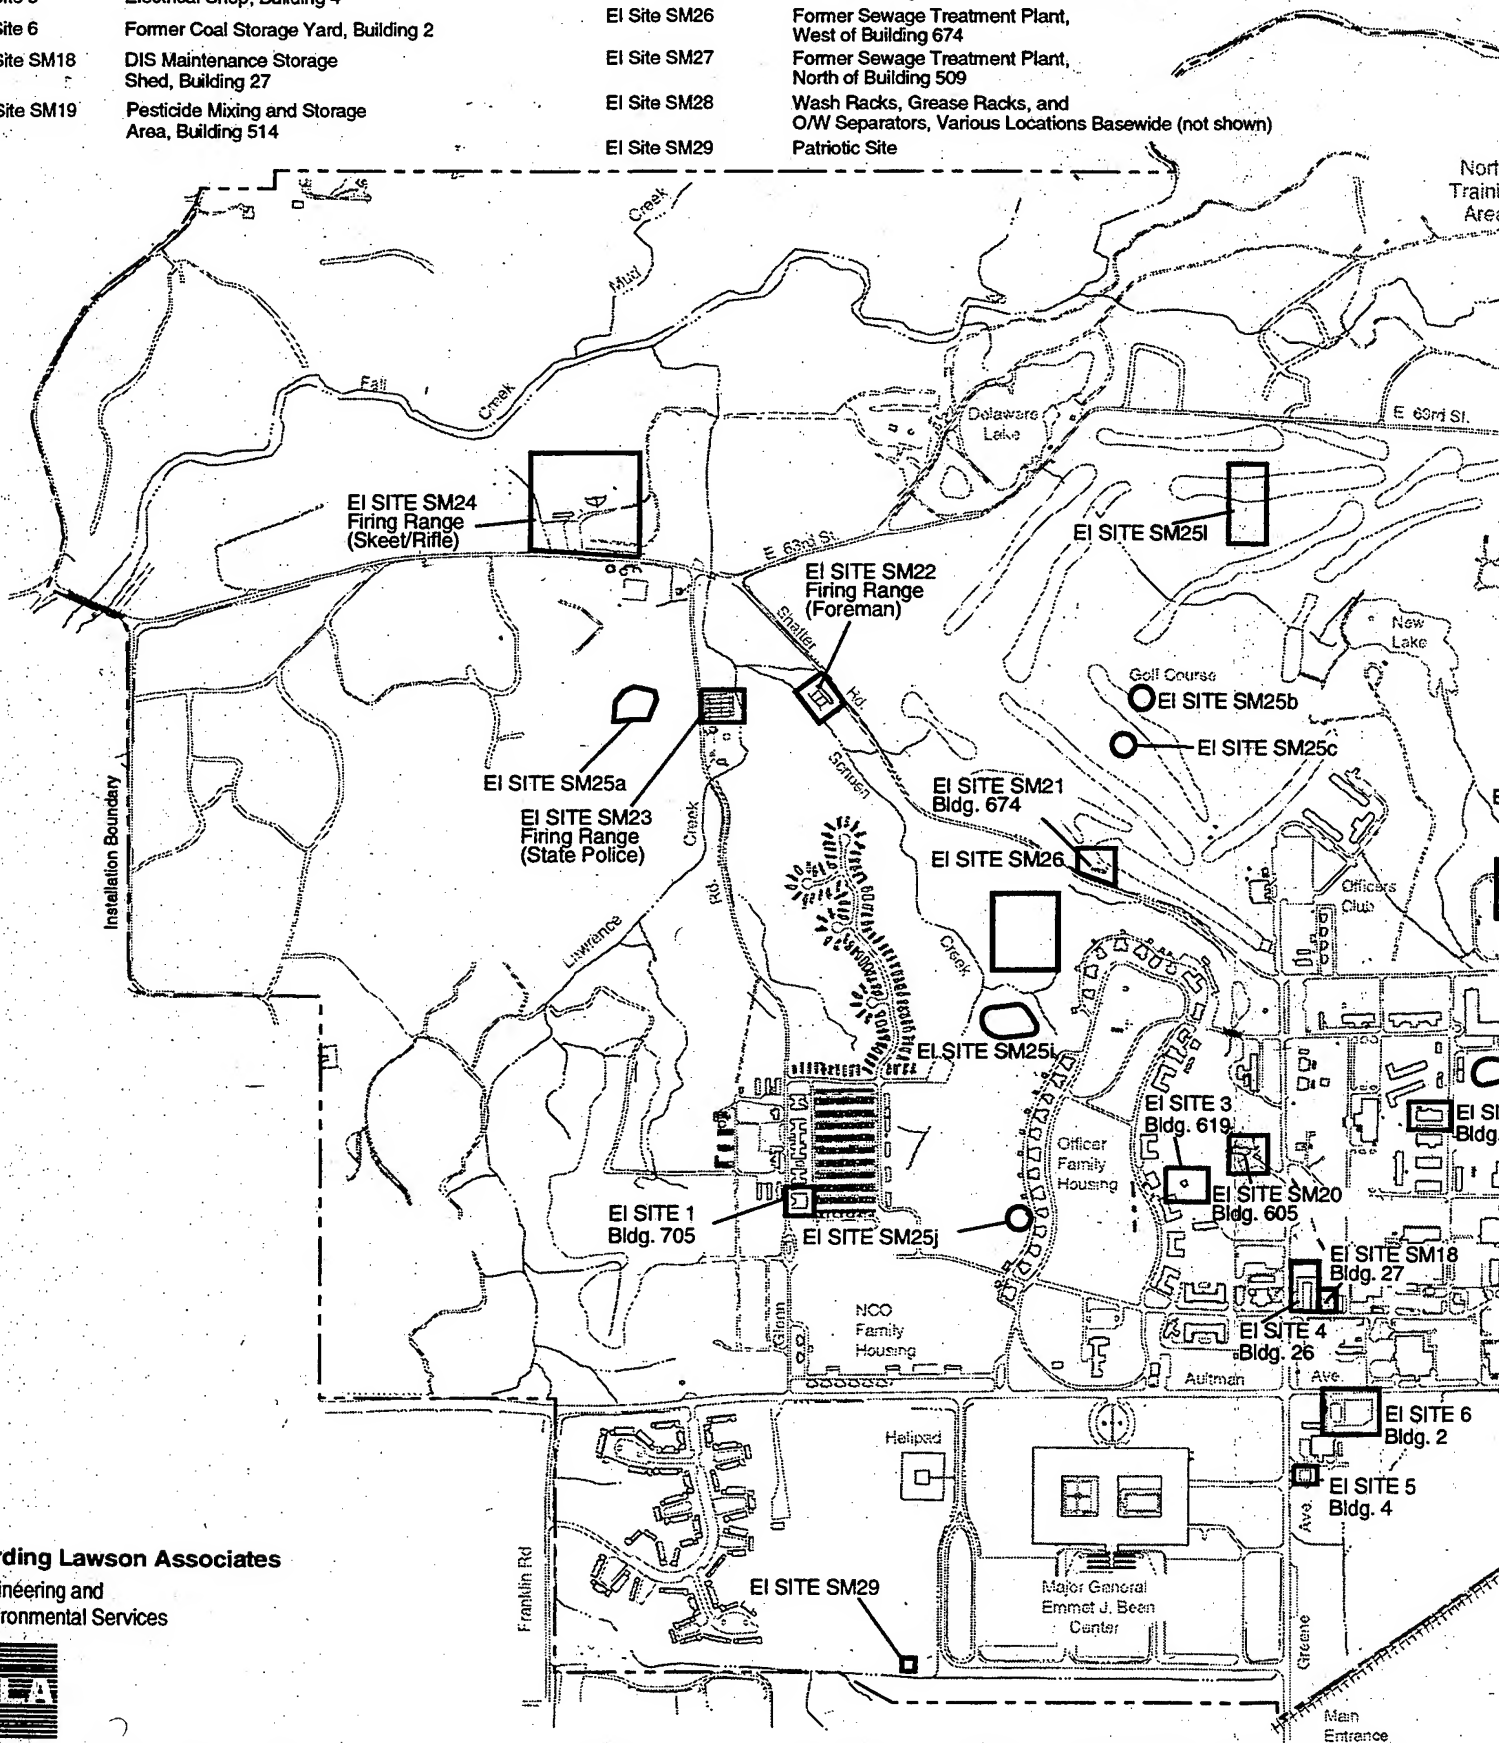 Electrical Shop, Building 4
Site 6 Former Coal Storage Yard, Building 2
Site SM18 DIS Maintenance Storage
Shed, Building 27
Site SM19 Pesticide Mixing and Storage
Area, Building 514
EI Site SM26 Former Sewage Treatment Plant,
West of Building 674
EI Site SM27 Former Sewage Treatment Plant,
North of Building 509
EI Site SM28 Wash Racks, Grease Racks, and
O/W Separators, Various Locations Basewide (not shown)
EI Site SM29 Patriotic Site
Creek
Mud
Fall
Creek
Delaware
Lake
E 63rd St.
EI SITE SM24
Firing Range
(Skeet/Rifle)
E 63rd St.
EI SITE SM25l
EI SITE SM22
Firing Range
(Foreman)
Shafter
Rd.
New
Lake
Golf Course
EI SITE SM25b
EI SITE SM25c
EI SITE SM25a
EI SITE SM23
Firing Range
(State Police)
Schoen
EI SITE SM21
Bldg. 674
EI SITE SM26
Installation Boundary
Creek
Rd.
Lawrence
Creek
Officers
Club
EI SITE SM25i
EI SITE 3
Bldg. 619
Officer
Family
Housing
EI SITE SM20
Bldg. 605
Bldg.
EI SITE 1
Bldg. 705
EI SITE SM25j
EI SITE SM18
Bldg. 27
Glenn
NCO
Family
Housing
EI SITE 4
Bldg. 26
Aultman
Ave.
EI SITE 6
Bldg. 2
Helipad
EI SITE 5
Bldg. 4
Ave.
Harding Lawson Associates
Engineering and
Environmental Services
Franklin Rd
EI SITE SM29
Major General
Emmet J. Bean
Center
Greene
Main
Entrance